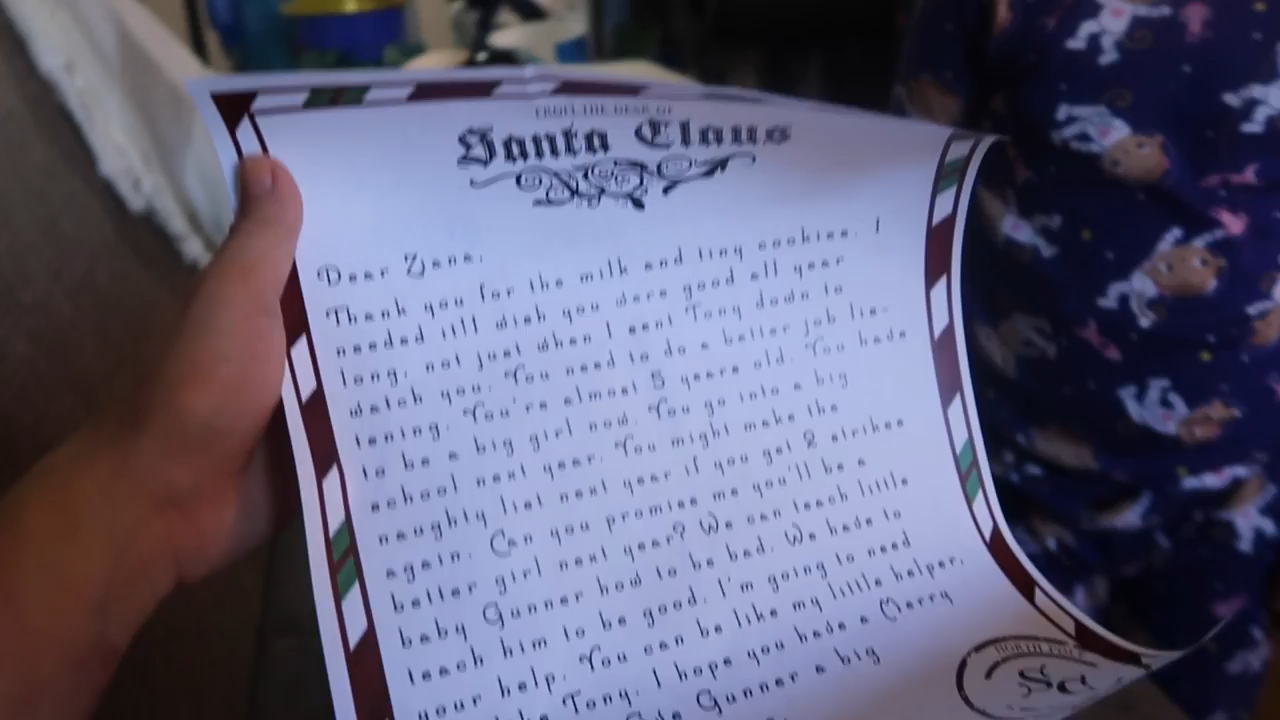 FROM THE DESK OF
Santa Claus
Dear Zana,
Thank you for the milk and tiny cookies. I
needed it!I wish you were good all year
long, not just when I sent Tony down to
watch you. You need to do a better job lis-
tening. You're almost 5 years old. You have
to be a big girl now. You go into a big
school next year. You might make the
naughty list next year if you get 2 strikes
again. Can you promise me you'll be a
better girl next year? We can teach little
baby Gunner how to be bad. We have to
teach him to be good. I'm going to need
your help. You can be like my little helper,
Tony. I hope you have a Merry
Gunner a big
NORTH POLE
SC